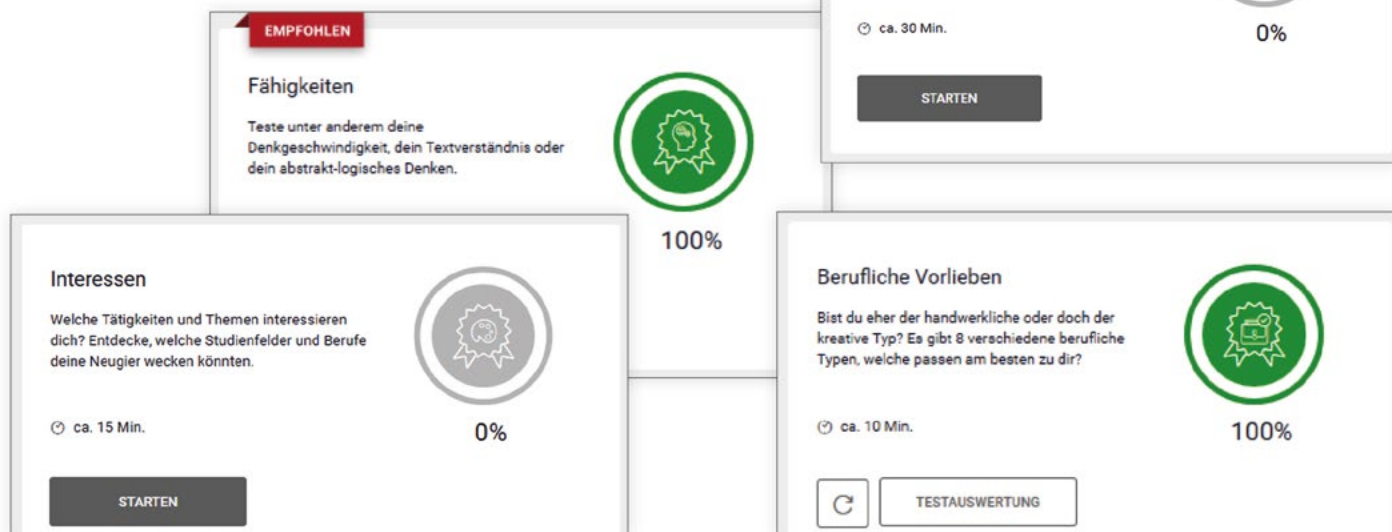 ca. 30 Min.
0%
STARTEN
EMPFOHLEN
Fähigkeiten
Teste unter anderem deine
Denkgeschwindigkeit, dein Textverständnis oder
dein abstrakt-logisches Denken.
100%
Interessen
Welche Tätigkeiten und Themen interessieren
dich? Entdecke, welche Studienfelder und Berufe
deine Neugier wecken könnten.
ca. 15 Min.
0%
STARTEN
Berufliche Vorlieben
Bist du eher der handwerkliche oder doch der
kreative Typ? Es gibt 8 verschiedene berufliche
Typen, welche passen am besten zu dir?
ca. 10 Min.
100%
TESTAUSWERTUNG